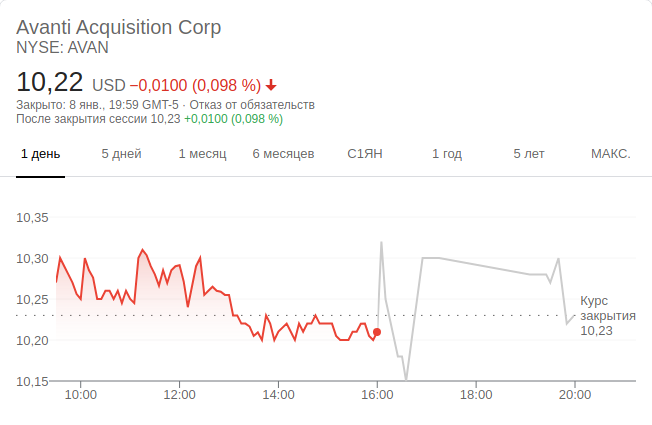 Avanti Acquisition Corp
NYSE: AVAN
10,22 USD −0,0100 (0,098 %)
Закрыто: 8 янв., 19:59 GMT-5 · Отказ от обязательств
После закрытия сессии 10,23 +0,0100 (0,098 %)
1 день 5 дней 1 месяц 6 месяцев С1ЯН 1 год 5 лет МАКС.
10,35
10,30
10,25
10,20
10,15
Курс
закрытия
10,23
10:00 12:00 14:00 16:00 18:00 20:00